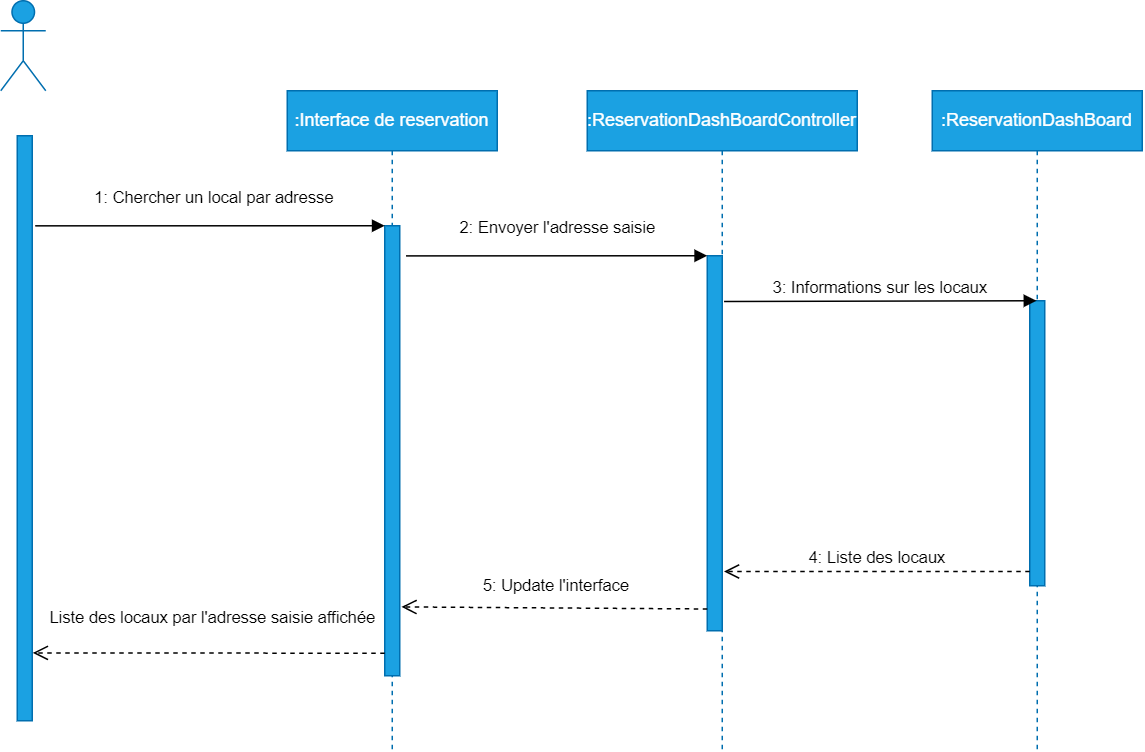 :Interface de reservation
:ReservationDashBoardController
:ReservationDashBoard
1: Chercher un local par adresse
2: Envoyer l'adresse saisie
3: Informations sur les locaux
4: Liste des locaux
5: Update l'interface
Liste des locaux par l'adresse saisie affichée